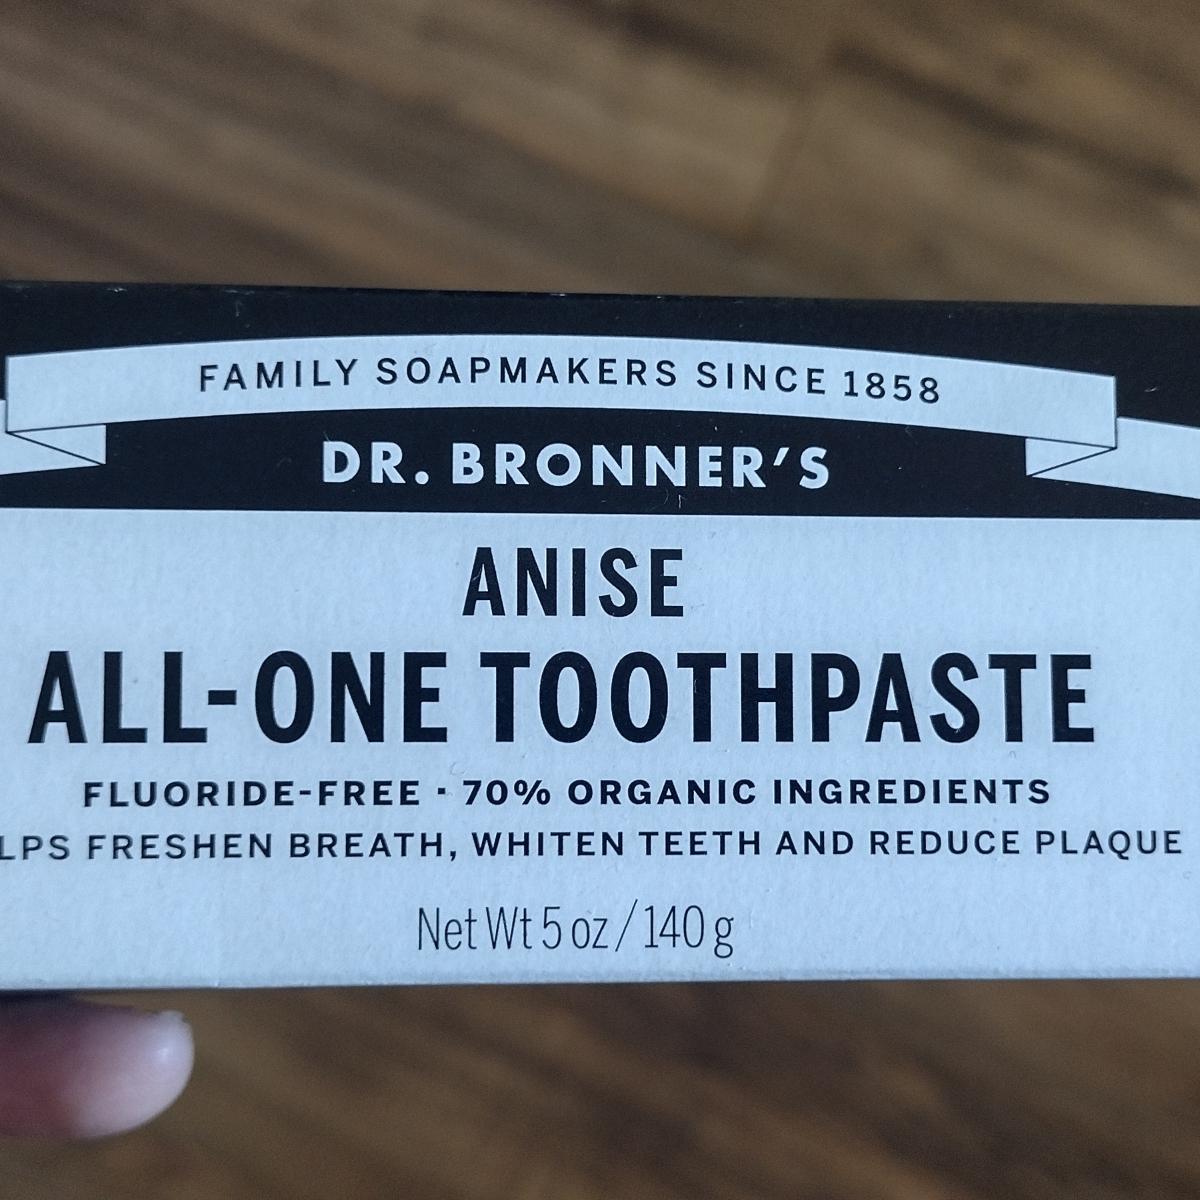 FAMILY SOAPMAKERS SINCE 1858
DR. BRONNER'S
ANISE
ALL-ONE TOOTHPASTE
FLUORIDE-FREE · 70% ORGANIC INGREDIENTS
FRESHEN BREATH, WHITEN TEETH AND REDUCE PLAQUE
Net Wt 5 oz / 140 g